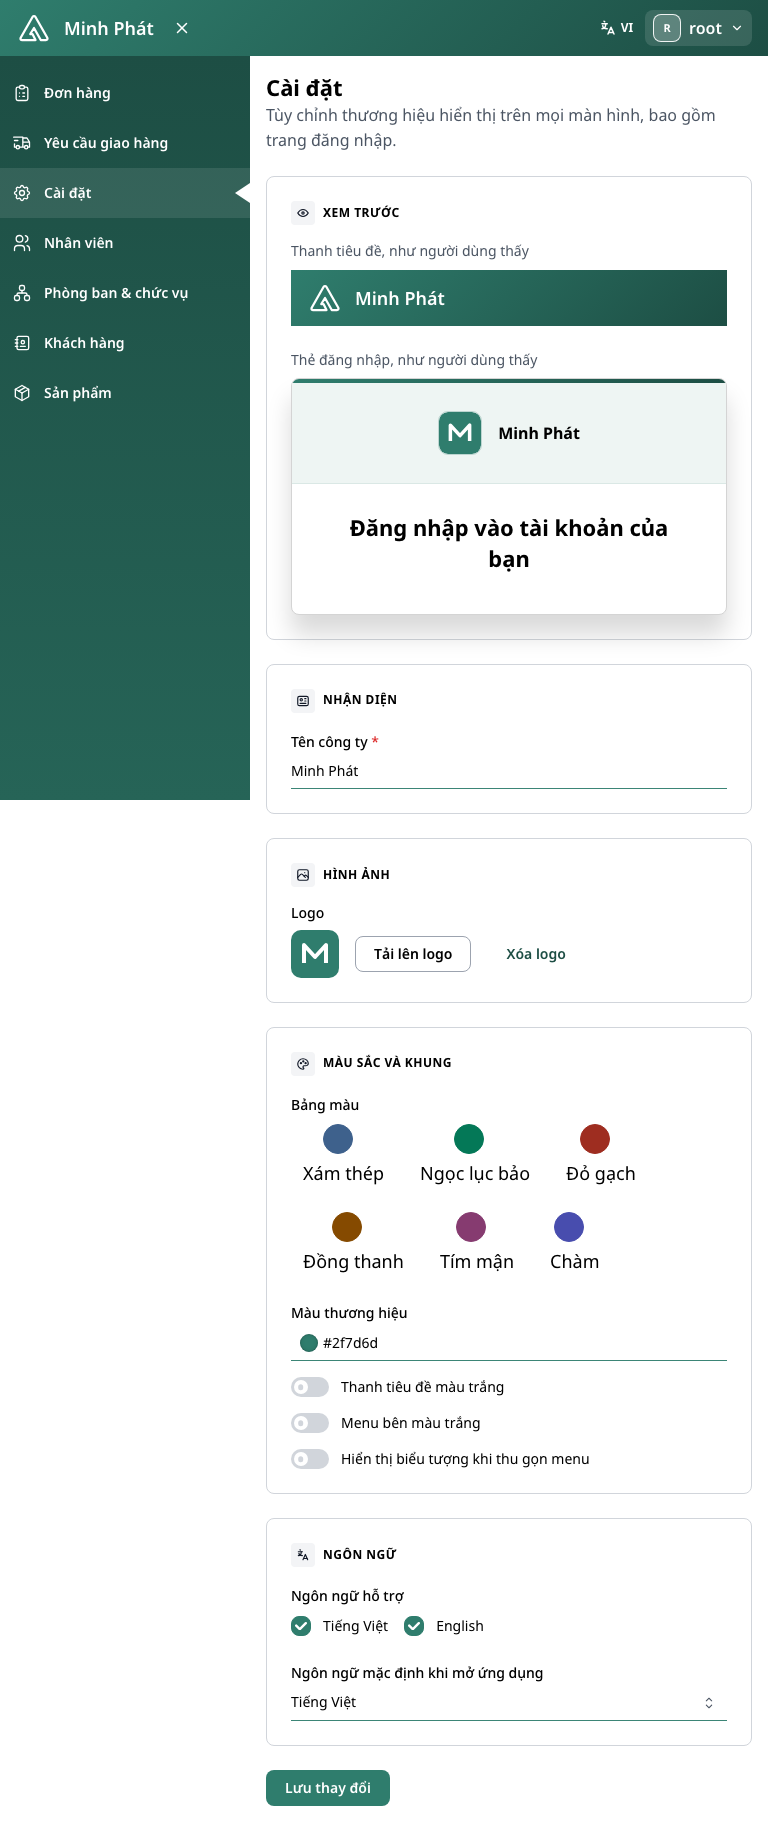 Minh Phát
VI
R
root
Đơn hàng
Yêu cầu giao hàng
Cài đặt
Nhân viên
Phòng ban & chức vụ
Khách hàng
Sản phẩm
Cài đặt
Tùy chỉnh thương hiệu hiển thị trên mọi màn hình, bao gồm
trang đăng nhập.
XEM TRƯỚC
Thanh tiêu đề, như người dùng thấy
Minh Phát
Thẻ đăng nhập, như người dùng thấy
M
Minh Phát
Đăng nhập vào tài khoản của
bạn
NHẬN DIỆN
Tên công ty *
Minh Phát
HÌNH ẢNH
Logo
M
Tải lên logo
Xóa logo
MÀU SẮC VÀ KHUNG
Bảng màu
Xám thép
Ngọc lục bảo
Đỏ gạch
Đồng thanh
Tím mận
Chàm
Màu thương hiệu
#2f7d6d
Thanh tiêu đề màu trắng
Menu bên màu trắng
Hiển thị biểu tượng khi thu gọn menu
NGÔN NGỮ
Ngôn ngữ hỗ trợ
Tiếng Việt
English
Ngôn ngữ mặc định khi mở ứng dụng
Tiếng Việt
Lưu thay đổi